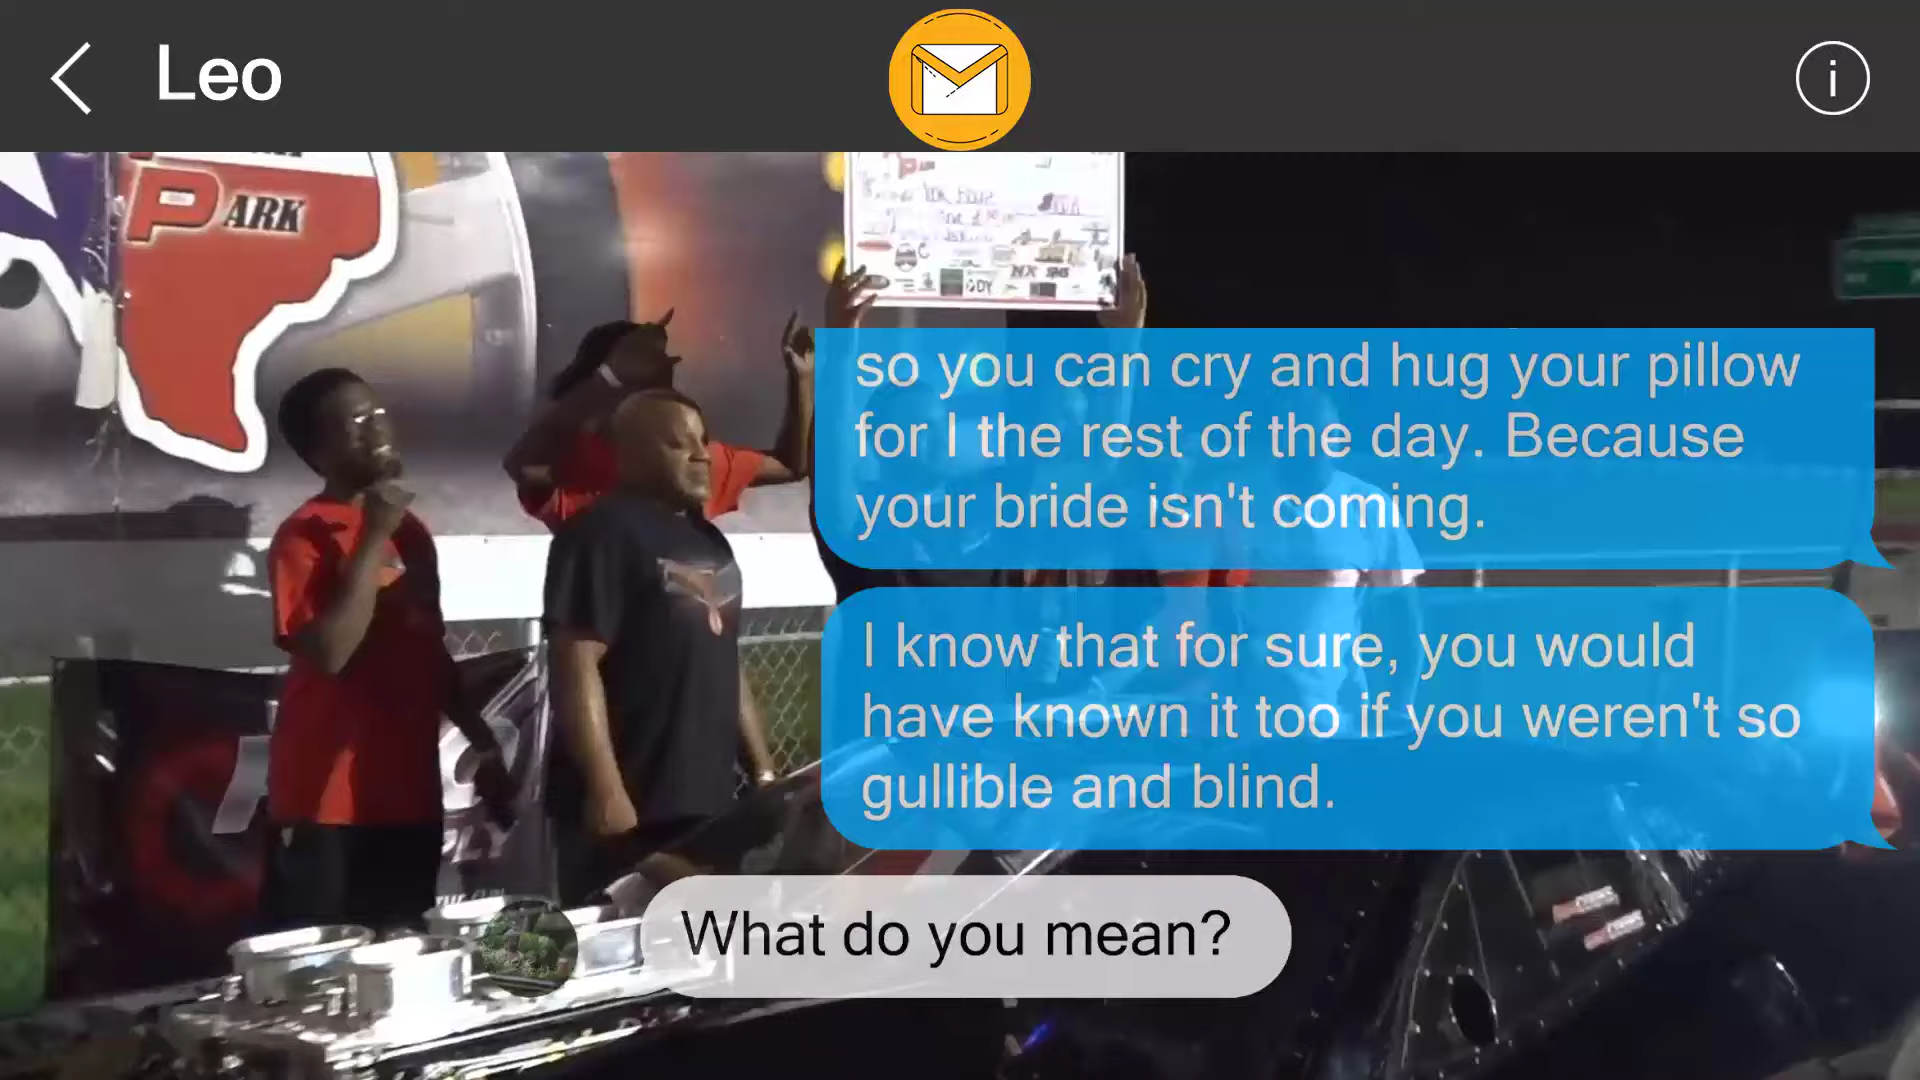 Leo
i
PARK
so you can cry and hug your pillow
for I the rest of the day. Because
your bride isn't coming.
I know that for sure, you would
have known it too if you weren't so
gullible and blind.
What do you mean?